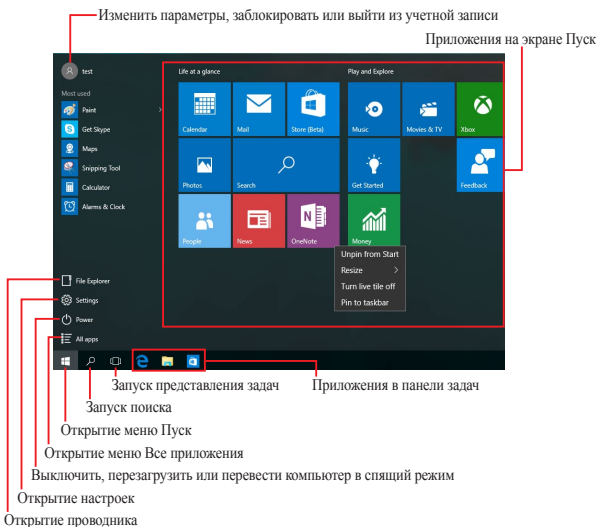 Изменить параметры, заблокировать или выйти из учетной записи
Приложения на экране Пуск
test
Most used
Paint
Get Skype
Maps
Snipping Tool
Calculator
Alarms & Clock
File Explorer
Settings
Power
All apps
Life at a glance
Play and Explore
Calendar
Mail
Store (Beta)
Music
Movies & TV
Xbox
Photos
Search
Get Started
Feedback
People
News
OneNote
Money
Unpin from Start
Resize
Turn live tile off
Pin to taskbar
Запуск представления задач
Приложения в панели задач
Запуск поиска
Открытие меню Пуск
Открытие меню Все приложения
Выключить, перезагрузить или перевести компьютер в спящий режим
Открытие настроек
Открытие проводника